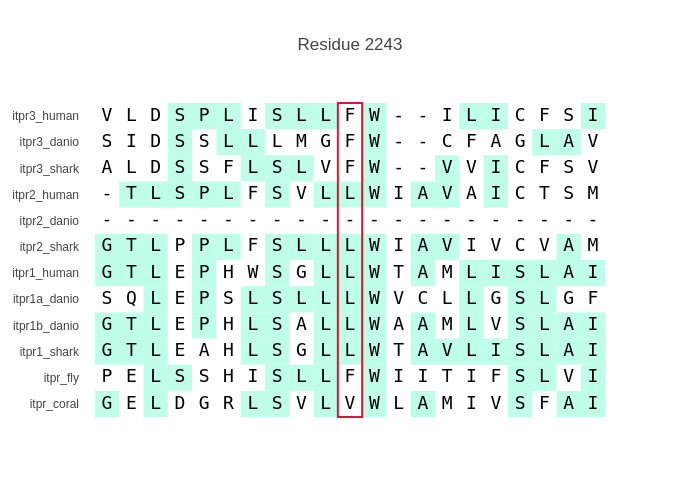 Residue 2243
itpr3_human V L D S P L I S L L F W - - I L I C F S I
itpr3_danio S I D S S L L L M G F W - - C F A G L A V
itpr3_shark A L D S S F L S L V F W - - V V I C F S V
itpr2_human - T L S P L F S V L L W I A V A I C T S M
itpr2_danio - - - - - - - - - - - - - - - - - - - - -
itpr2_shark G T L P P L F S L L L W I A V I V C V A M
itpr1_human G T L E P H W S G L L W T A M L I S L A I
itpr1a_danio S Q L E P S L S L L L W V C L L G S L G F
itpr1b_danio G T L E P H L S A L L W A A M L V S L A I
itpr1_shark G T L E A H L S G L L W T A V L I S L A I
itpr_fly P E L S S H I S L L F W I I T I F S L V I
itpr_coral G E L D G R L S V L V W L A M I V S F A I